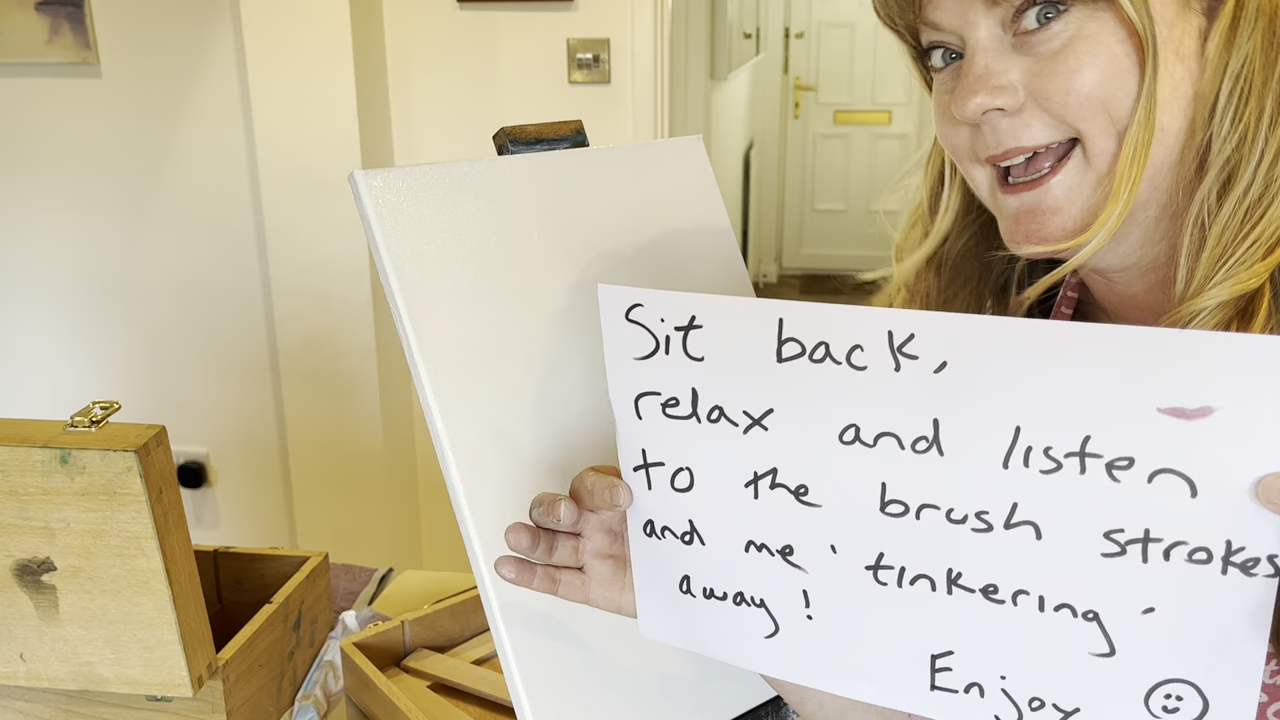 Sit back,
relax and listen
to the brush strokes
and me 'tinkering'
away!
Enjoy